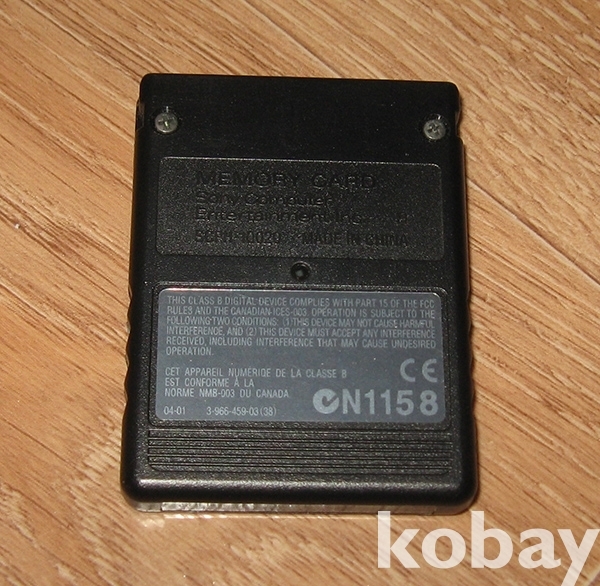 MEMORY CARD
Sony Computer
Entertainment Inc.
SCPH-10020 MADE IN CHINA
THIS CLASS B DIGITAL DEVICE COMPLIES WITH PART 15 OF THE FCC
RULES AND THE CANADIAN ICES-003. OPERATION IS SUBJECT TO THE
FOLLOWING TWO CONDITIONS: (1) THIS DEVICE MAY NOT CAUSE HARMFUL
INTERFERENCE, AND (2) THIS DEVICE MUST ACCEPT ANY INTERFERENCE
RECEIVED, INCLUDING INTERFERENCE THAT MAY CAUSE UNDESIRED
OPERATION.
CET APPAREIL NUMÉRIQE DE LA CLASSE B
EST CONFORME À LA
NORME NMB-003 DU CANADA.
CE
N1158
04-01 3-966-459-03(38)
kobay